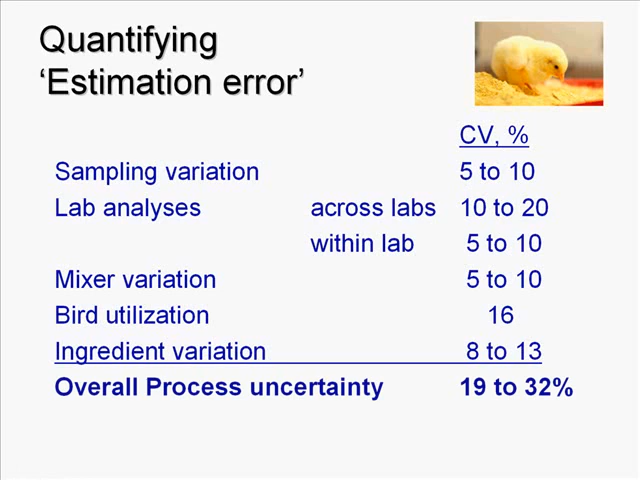 Quantifying
‘Estimation error’
CV, %
Sampling variation 5 to 10
Lab analyses across labs 10 to 20
within lab 5 to 10
Mixer variation 5 to 10
Bird utilization 16
Ingredient variation 8 to 13
Overall Process uncertainty 19 to 32%